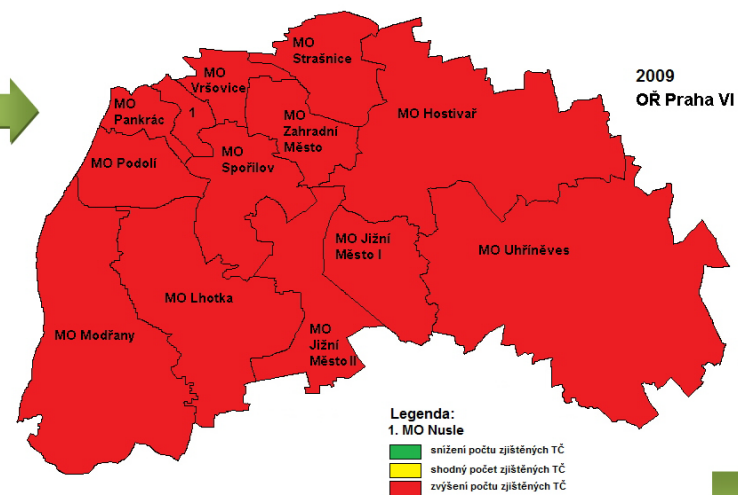 MO
Strašnice
2009
OŘ Praha VI
MO
Vršovice
MO
Pankrác
1
MO
Zahradní
Město
MO Hostivař
MO Podolí
MO
Spořilov
MO Jižní
Město I
MO Uhříněves
MO Lhotka
MO Modřany
MO
Jižní
Město II
Legenda:
1. MO Nusle
snížení počtu zjištěných TČ
shodný počet zjištěných TČ
zvýšení počtu zjištěných TČ